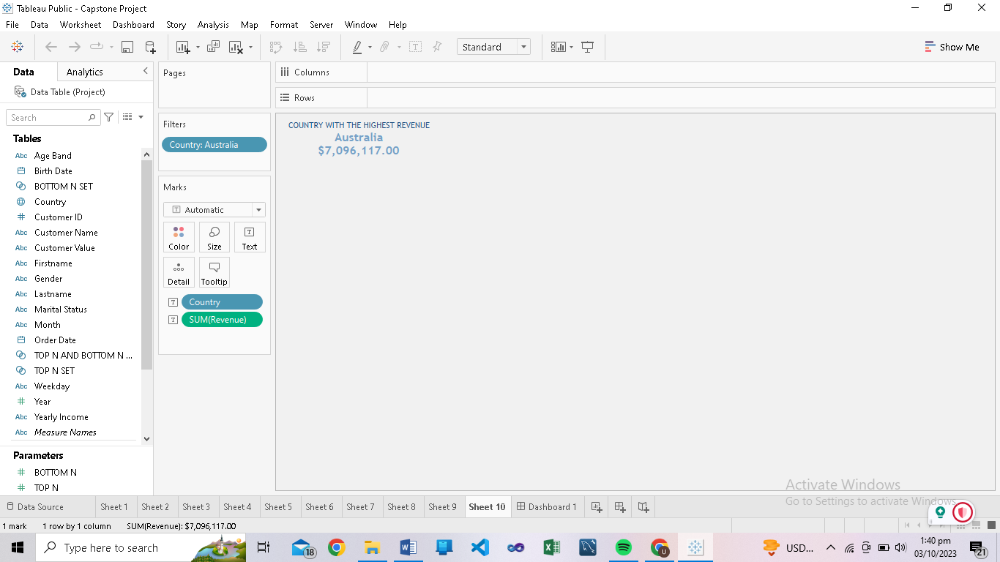 Tableau Public - Capstone Project
File Data Worksheet Dashboard Story Analysis Map Format Server Window Help
Standard
Show Me
Data Analytics
Data Table (Project)
Search
Tables
Abc Age Band
Birth Date
BOTTOM N SET
Country
# Customer ID
Abc Customer Name
Abc Customer Value
Abc Firstname
Abc Gender
Abc Lastname
Abc Marital Status
Abc Month
Order Date
TOP N AND BOTTOM N ...
TOP N SET
Abc Weekday
# Year
Abc Yearly Income
Abc Measure Names
Parameters
# BOTTOM N
# TOP N
Pages
Filters
Country: Australia
Marks
T Automatic
Color Size Text
Detail Tooltip
T Country
T SUM(Revenue)
Columns
Rows
COUNTRY WITH THE HIGHEST REVENUE
Australia
$7,096,117.00
Activate Windows
Go to Settings to activate Windows.
Data Source Sheet 1 Sheet 2 Sheet 3 Sheet 4 Sheet 5 Sheet 6 Sheet 7 Sheet 8 Sheet 9 Sheet 10 Dashboard 1
1 mark 1 row by 1 column SUM(Revenue): $7,096,117.00
Type here to search
18
U
USD...
1:40 pm
03/10/2023
21